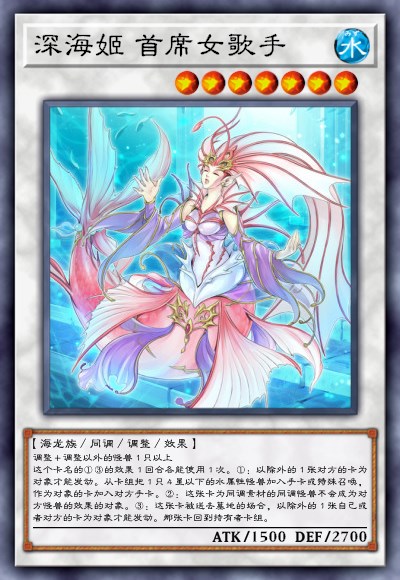 深海姬 首席女歌手
みず
水
【海龙族／同调／调整／效果】
调整＋调整以外的怪兽１只以上
这个卡名的①③的效果１回合各能使用１次。①：以除外的１张对方的卡为
对象才能发动。从卡组把１只４星以下的水属性怪兽加入手卡或特殊召唤，
作为对象的卡加入对方手卡。②：这张卡为同调素材的同调怪兽不会成为对
方怪兽的效果的对象。③：这张卡被送去墓地的场合，以除外的１张自己或
者对方的卡为对象才能发动。那张卡回到持有者卡组。
ATK/1500 DEF/2700